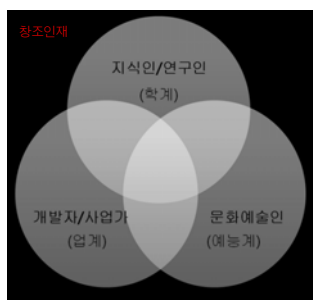 창조인재
지식인/연구인
(학계)
개발자/사업가
(업계)
문화예술인
(예능계)